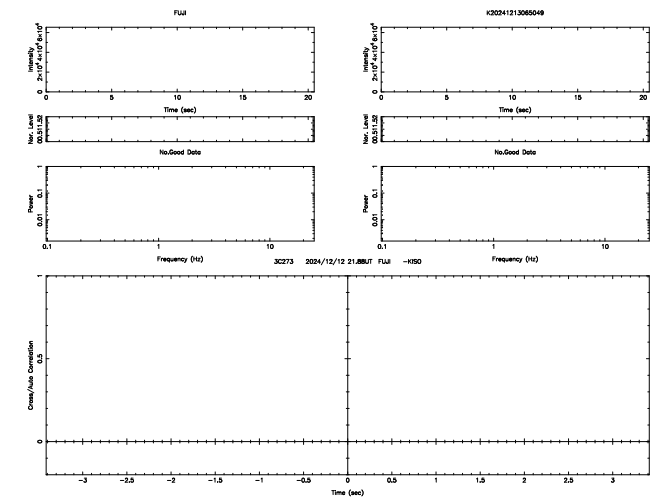 FUJI
K20241213065049
Intensity
2×10⁴ 4×10⁴ 6×10⁴
0
0 5 10 15 20
Time (sec)
Intensity
2×10⁴ 4×10⁴ 6×10⁴
0
0 5 10 15 20
Time (sec)
Nor. Level
00.511.52
Nor. Level
00.511.52
No.Good Data
No.Good Data
Power
0.01 0.1 1
0.1 1 10
Frequency (Hz)
Power
0.01 0.1 1
0.1 1 10
Frequency (Hz)
3C273 2024/12/12 21.88UT FUJI -KISO
Cross/Auto Correlation
0 0.5 1
-3 -2.5 -2 -1.5 -1 -0.5 0 0.5 1 1.5 2 2.5 3
Time (sec)